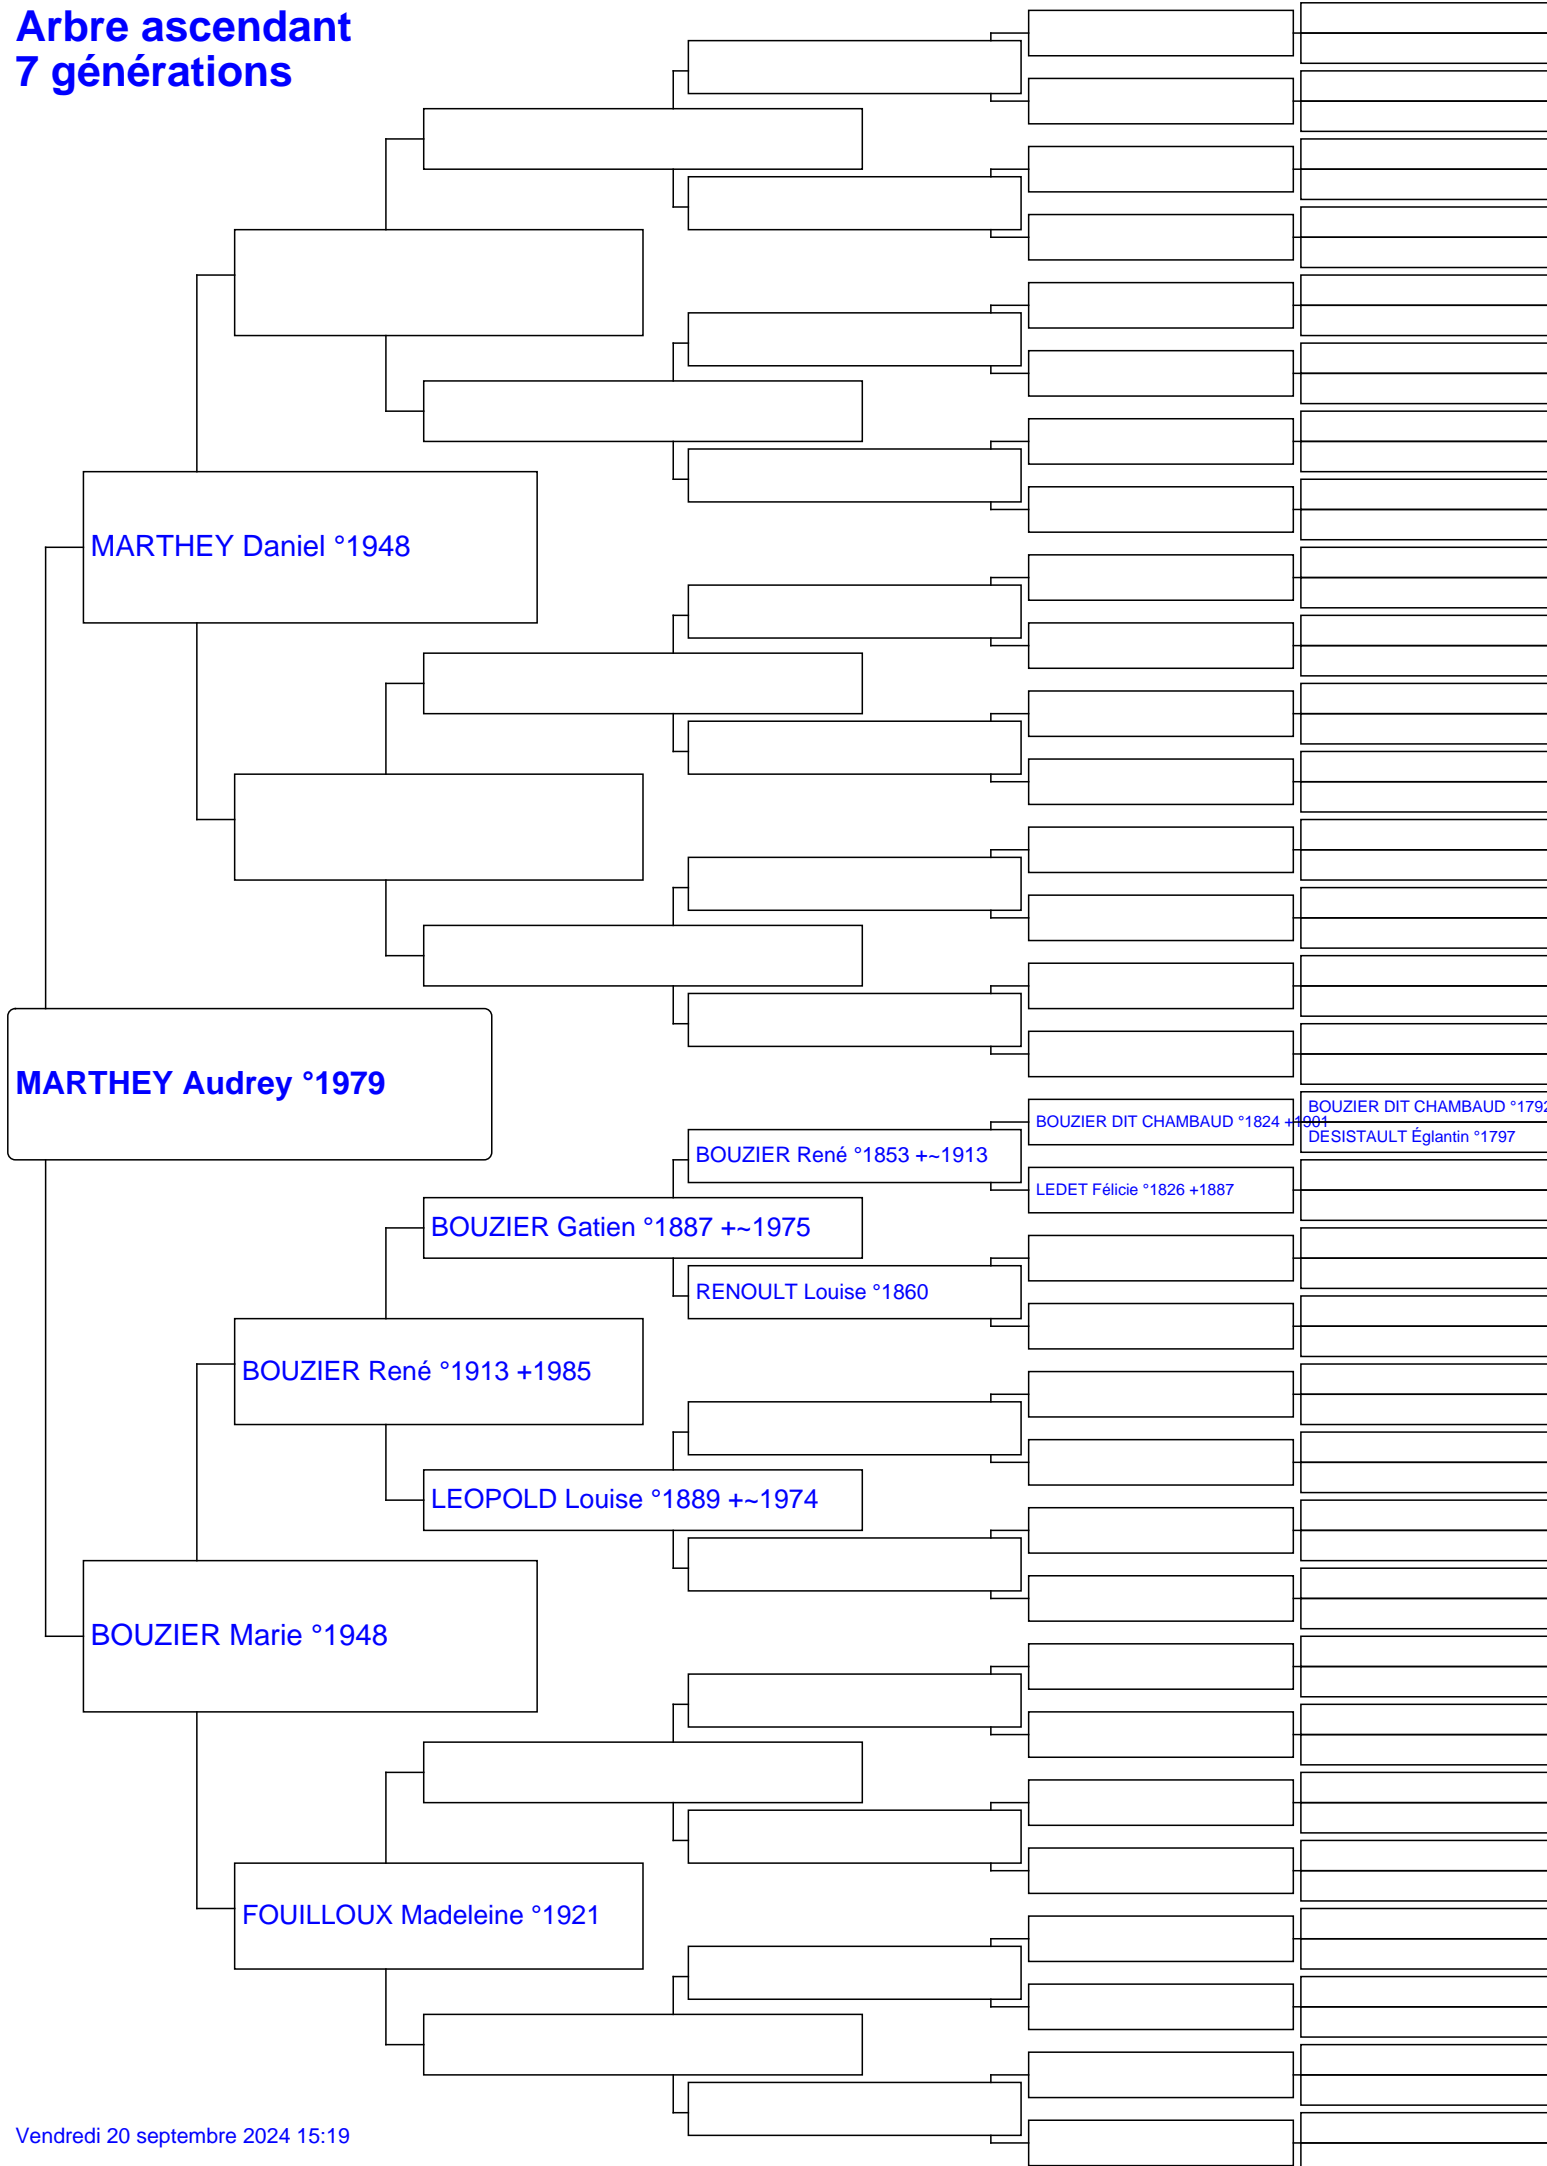 Arbre ascendant
7 générations
MARTHEY Daniel °1948
MARTHEY Audrey °1979
BOUZIER DIT CHAMBAUD °1824 +1901
BOUZIER DIT CHAMBAUD °1792
DESISTAULT Églantin °1797
BOUZIER René °1853 +~1913
LEDET Félicie °1826 +1887
BOUZIER Gatien °1887 +~1975
RENOULT Louise °1860
BOUZIER René °1913 +1985
LEOPOLD Louise °1889 +~1974
BOUZIER Marie °1948
FOUILLOUX Madeleine °1921
Vendredi 20 septembre 2024 15:19